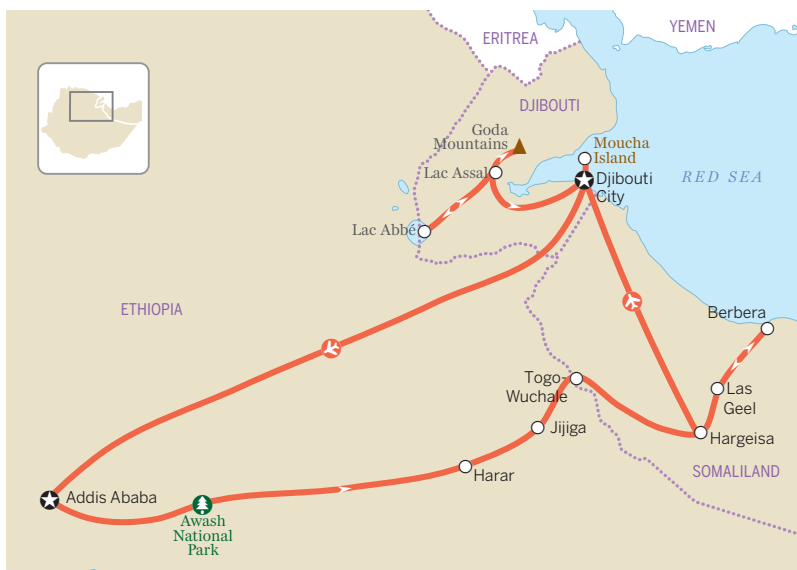 YEMEN
ERITREA
DJIBOUTI
Goda
Mountains
Moucha
Island
Lac Assal
Djibouti
City
RED SEA
Lac Abbé
ETHIOPIA
Berbera
Togo-
Wuchale
Las
Geel
Jijiga
Hargeisa
Harar
SOMALILAND
Addis Ababa
Awash
National
Park